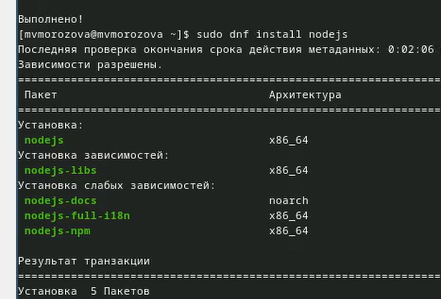 Выполнено!
[mvmorozova@mvmorozova ~]$ sudo dnf install nodejs
Последняя проверка окончания срока действия метаданных: 0:02:06
Зависимости разрешены.
================================================
Пакет Архитектура
================================================
Установка:
nodejs x86_64
Установка зависимостей:
nodejs-libs x86_64
Установка слабых зависимостей:
nodejs-docs noarch
nodejs-full-i18n x86_64
nodejs-npm x86_64
Результат транзакции
================================================
Установка 5 Пакетов